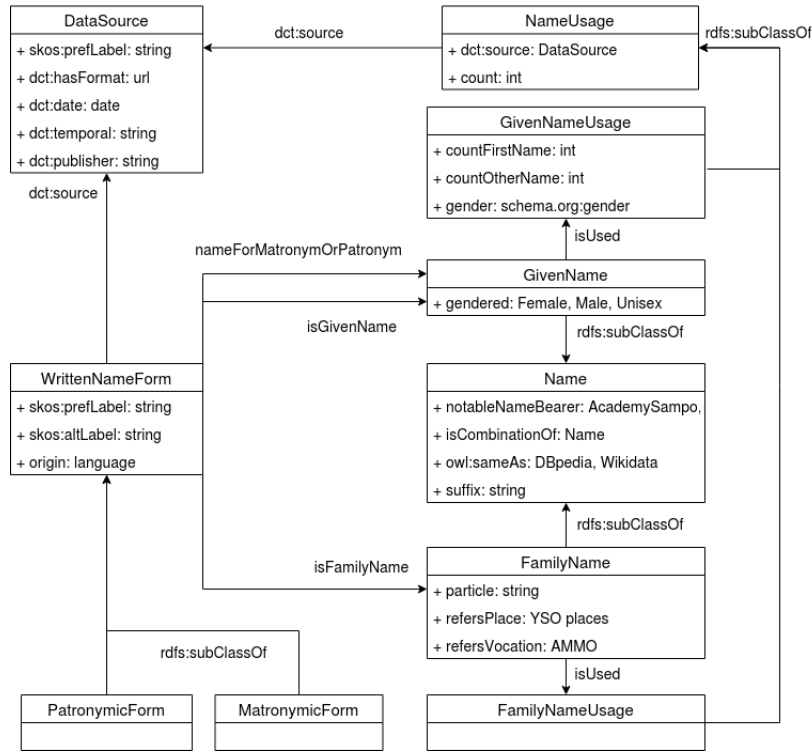 DataSource
+ skos:prefLabel: string
+ dct:hasFormat: url
+ dct:date: date
+ dct:temporal: string
+ dct:publisher: string
dct:source
NameUsage
+ dct:source: DataSource
+ count: int
rdfs:subClassOf
GivenNameUsage
+ countFirstName: int
+ countOtherName: int
+ gender: schema.org:gender
dct:source
isUsed
nameForMatronymOrPatronym
GivenName
+ gendered: Female, Male, Unisex
isGivenName
rdfs:subClassOf
WrittenNameForm
+ skos:prefLabel: string
+ skos:altLabel: string
+ origin: language
Name
+ notableNameBearer: AcademySampo,
+ isCombinationOf: Name
+ owl:sameAs: DBpedia, Wikidata
+ suffix: string
rdfs:subClassOf
isFamilyName
FamilyName
+ particle: string
+ refersPlace: YSO places
+ refersVocation: AMMO
rdfs:subClassOf
isUsed
PatronymicForm
MatronymicForm
FamilyNameUsage